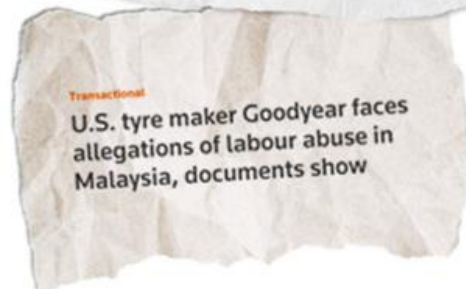 Transactional
U.S. tyre maker Goodyear faces
allegations of labour abuse in
Malaysia, documents show